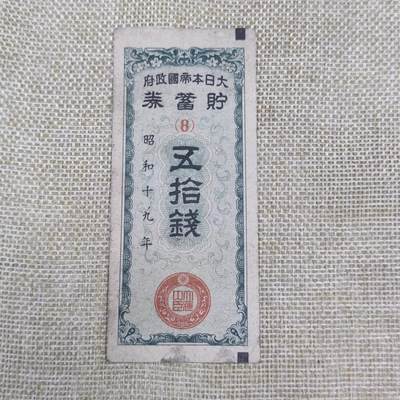 大日本帝國政府
貯蓄券
8
五拾錢
昭和十九年